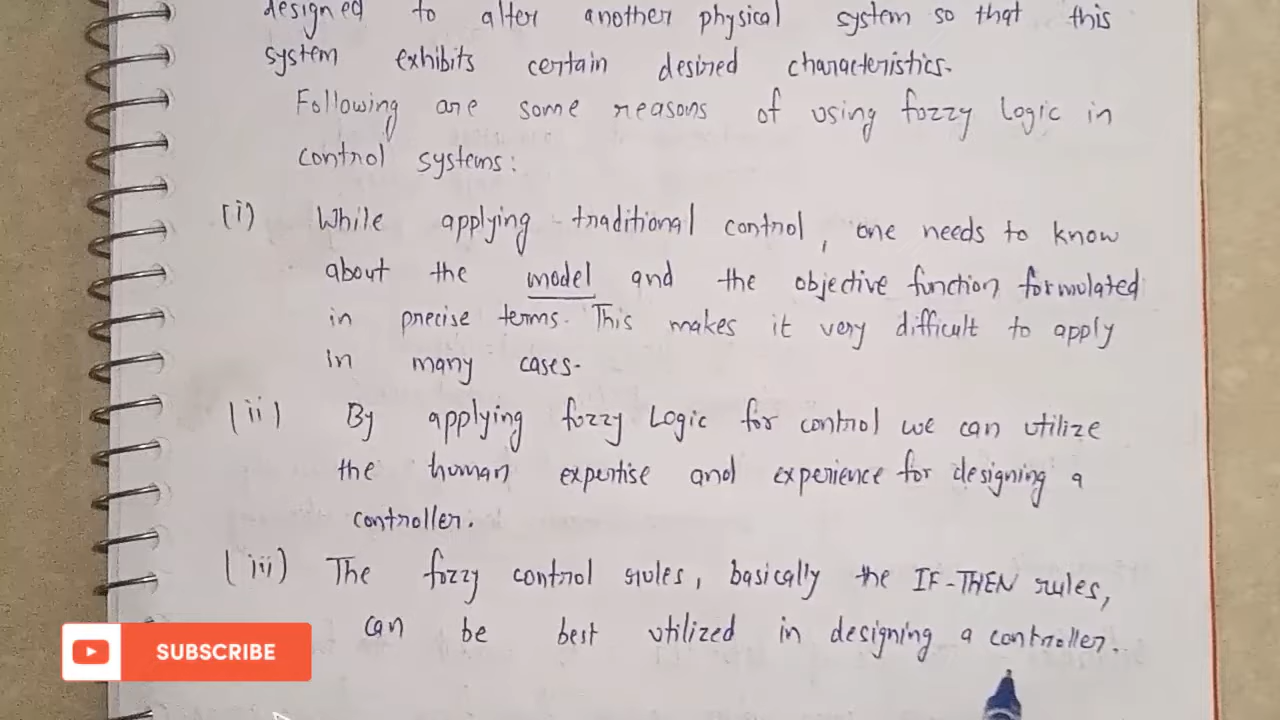 designed to alter another physical system so that this
system exhibits certain desired characteristics.
Following are some reasons of using fuzzy Logic in
control systems:
(i) While applying traditional control, one needs to know
about the model and the objective function formulated
in precise terms. This makes it very difficult to apply
in many cases.
(ii) By applying fuzzy Logic for control we can utilize
the human expertise and experience for designing a
controller.
(iii) The fuzzy control rules, basically the IF-THEN rules,
can be best utilized in designing a controller.
SUBSCRIBE